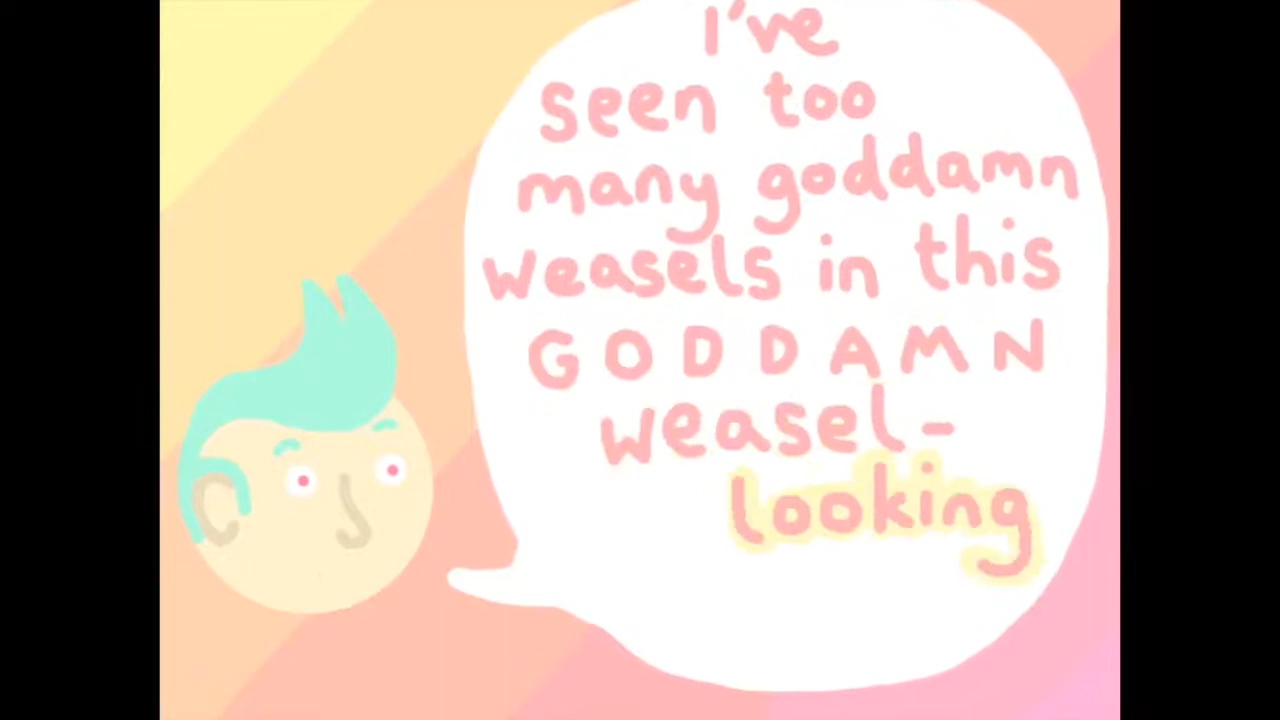 I've
seen too
many goddamn
weasels in this
GODDAMN
weasel-
looking